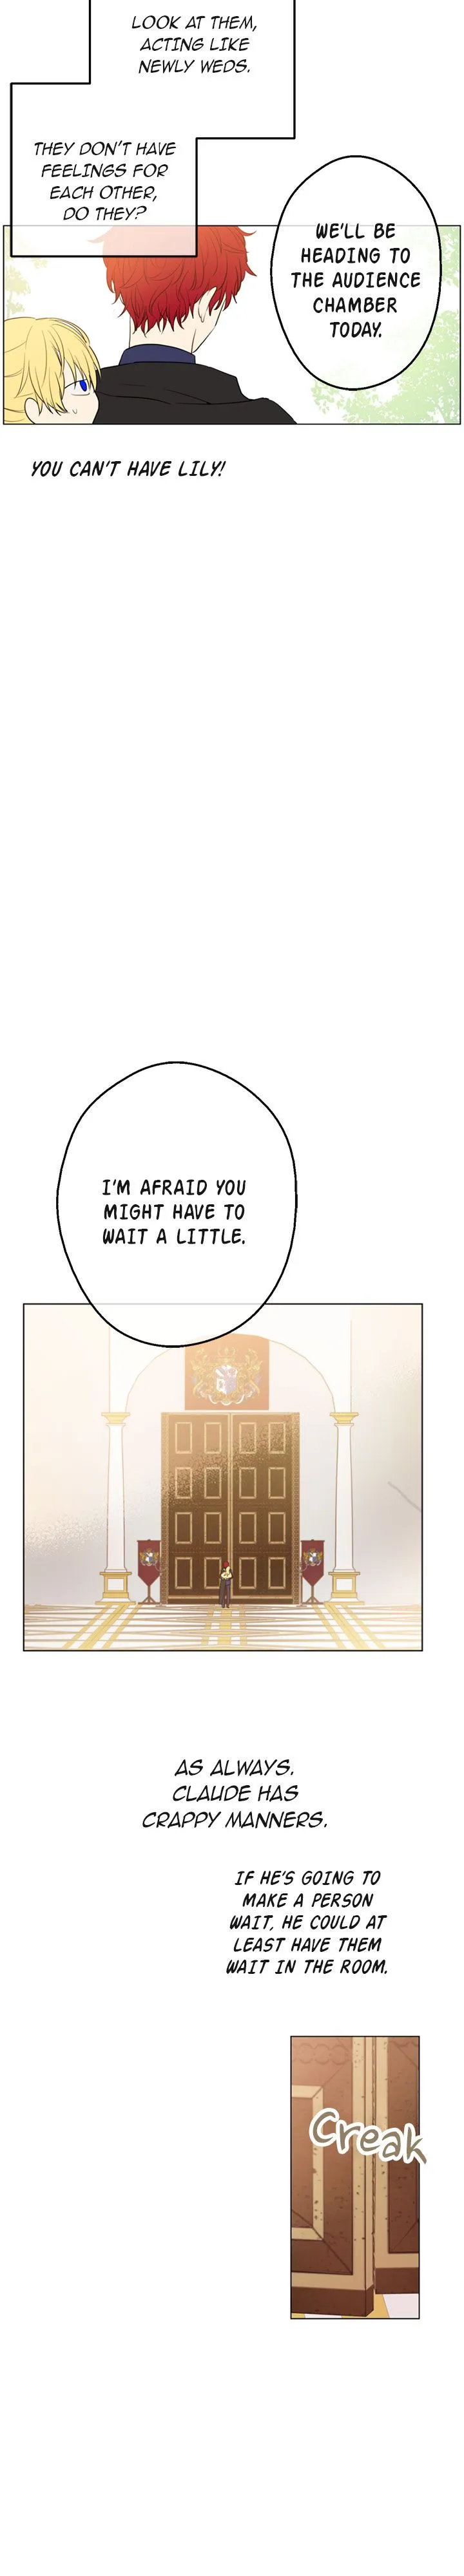 LOOK AT THEM,
ACTING LIKE
NEWLY WEDS.
THEY DON'T HAVE
FEELINGS FOR
EACH OTHER,
DO THEY?
WE'LL BE
HEADING TO
THE AUDIENCE
CHAMBER
TODAY.
YOU CAN'T HAVE LILY!
I'M AFRAID YOU
MIGHT HAVE TO
WAIT A LITTLE.
AS ALWAYS,
CLAUDE HAS
CRAPPY MANNERS.
IF HE'S GOING TO
MAKE A PERSON
WAIT, HE COULD AT
LEAST HAVE THEM
WAIT IN THE ROOM.
Creak